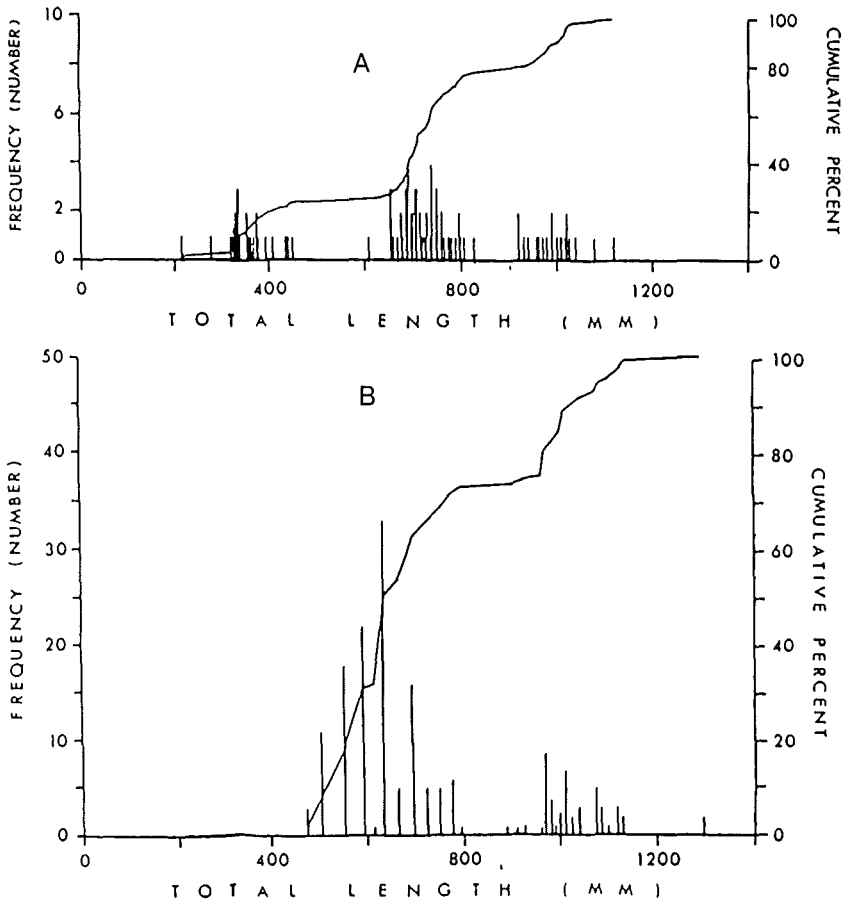 A
FREQUENCY (NUMBER)
10
6
2
0
CUMULATIVE PERCENT
100
80
40
0
0 400 800 1200
TOTAL LENGTH (MM)
B
FREQUENCY (NUMBER)
50
40
30
20
10
0
CUMULATIVE PERCENT
100
80
60
40
20
0
0 400 800 1200
TOTAL LENGTH (MM)